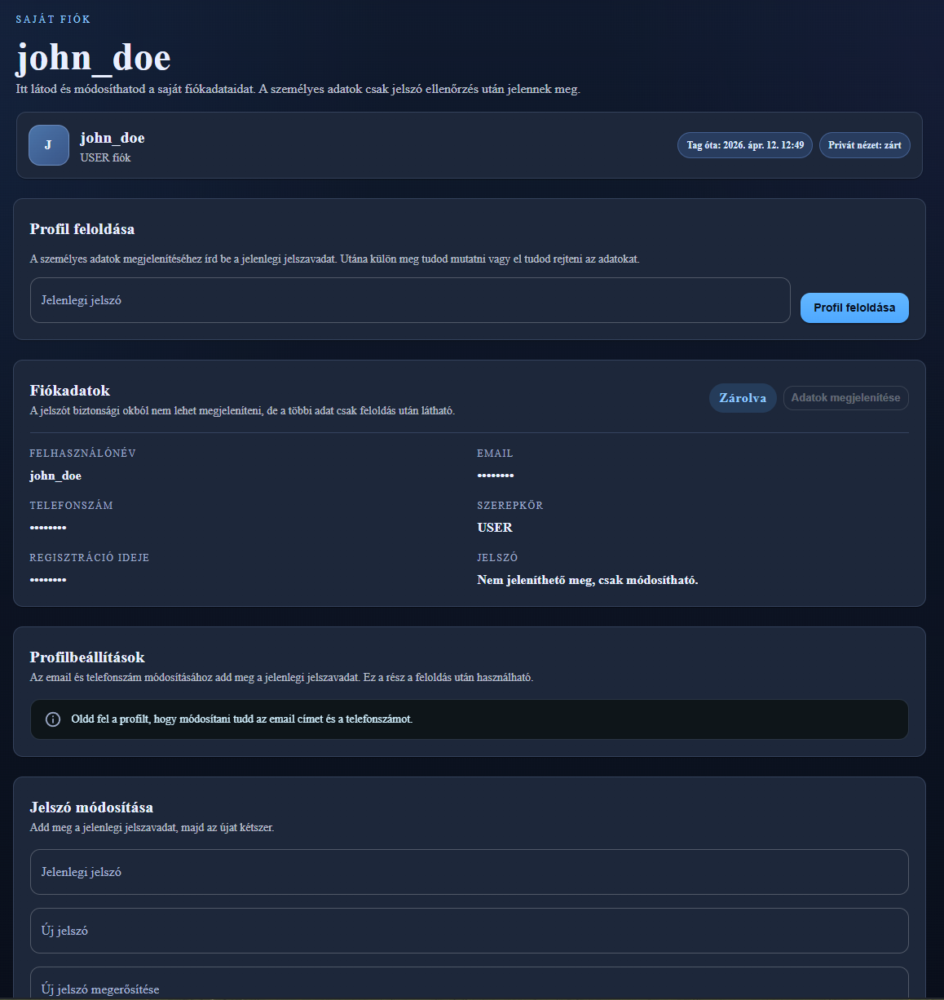 SAJÁT FIÓK
john_doe
Itt látod és módosíthatod a saját fiókadataidat. A személyes adatok csak jelszó ellenőrzés után jelennek meg.
J
john_doe
USER fiók
Tag óta: 2026. ápr. 12. 12:49
Privát nézet: zárt
Profil feloldása
A személyes adatok megjelenítéséhez írd be a jelenlegi jelszavadat. Utána külön meg tudod mutatni vagy el tudod rejteni az adatokat.
Jelenlegi jelszó
Profil feloldása
Fiókadatok
A jelszót biztonsági okból nem lehet megjeleníteni, de a többi adat csak feloldás után látható.
Zárolva
Adatok megjelenítése
FELHASZNÁLÓNÉV
john_doe
EMAIL
••••••••
TELEFONSZÁM
••••••••
SZEREPKÖR
USER
REGISZTRÁCIÓ IDEJE
••••••••
JELSZÓ
Nem jeleníthető meg, csak módosítható.
Profilbeállítások
Az email és telefonszám módosításához add meg a jelenlegi jelszavadat. Ez a rész a feloldás után használható.
Oldd fel a profilt, hogy módosítani tudd az email címet és a telefonszámot.
Jelszó módosítása
Add meg a jelenlegi jelszavadat, majd az újat kétszer.
Jelenlegi jelszó
Új jelszó
Új jelszó megerősítése